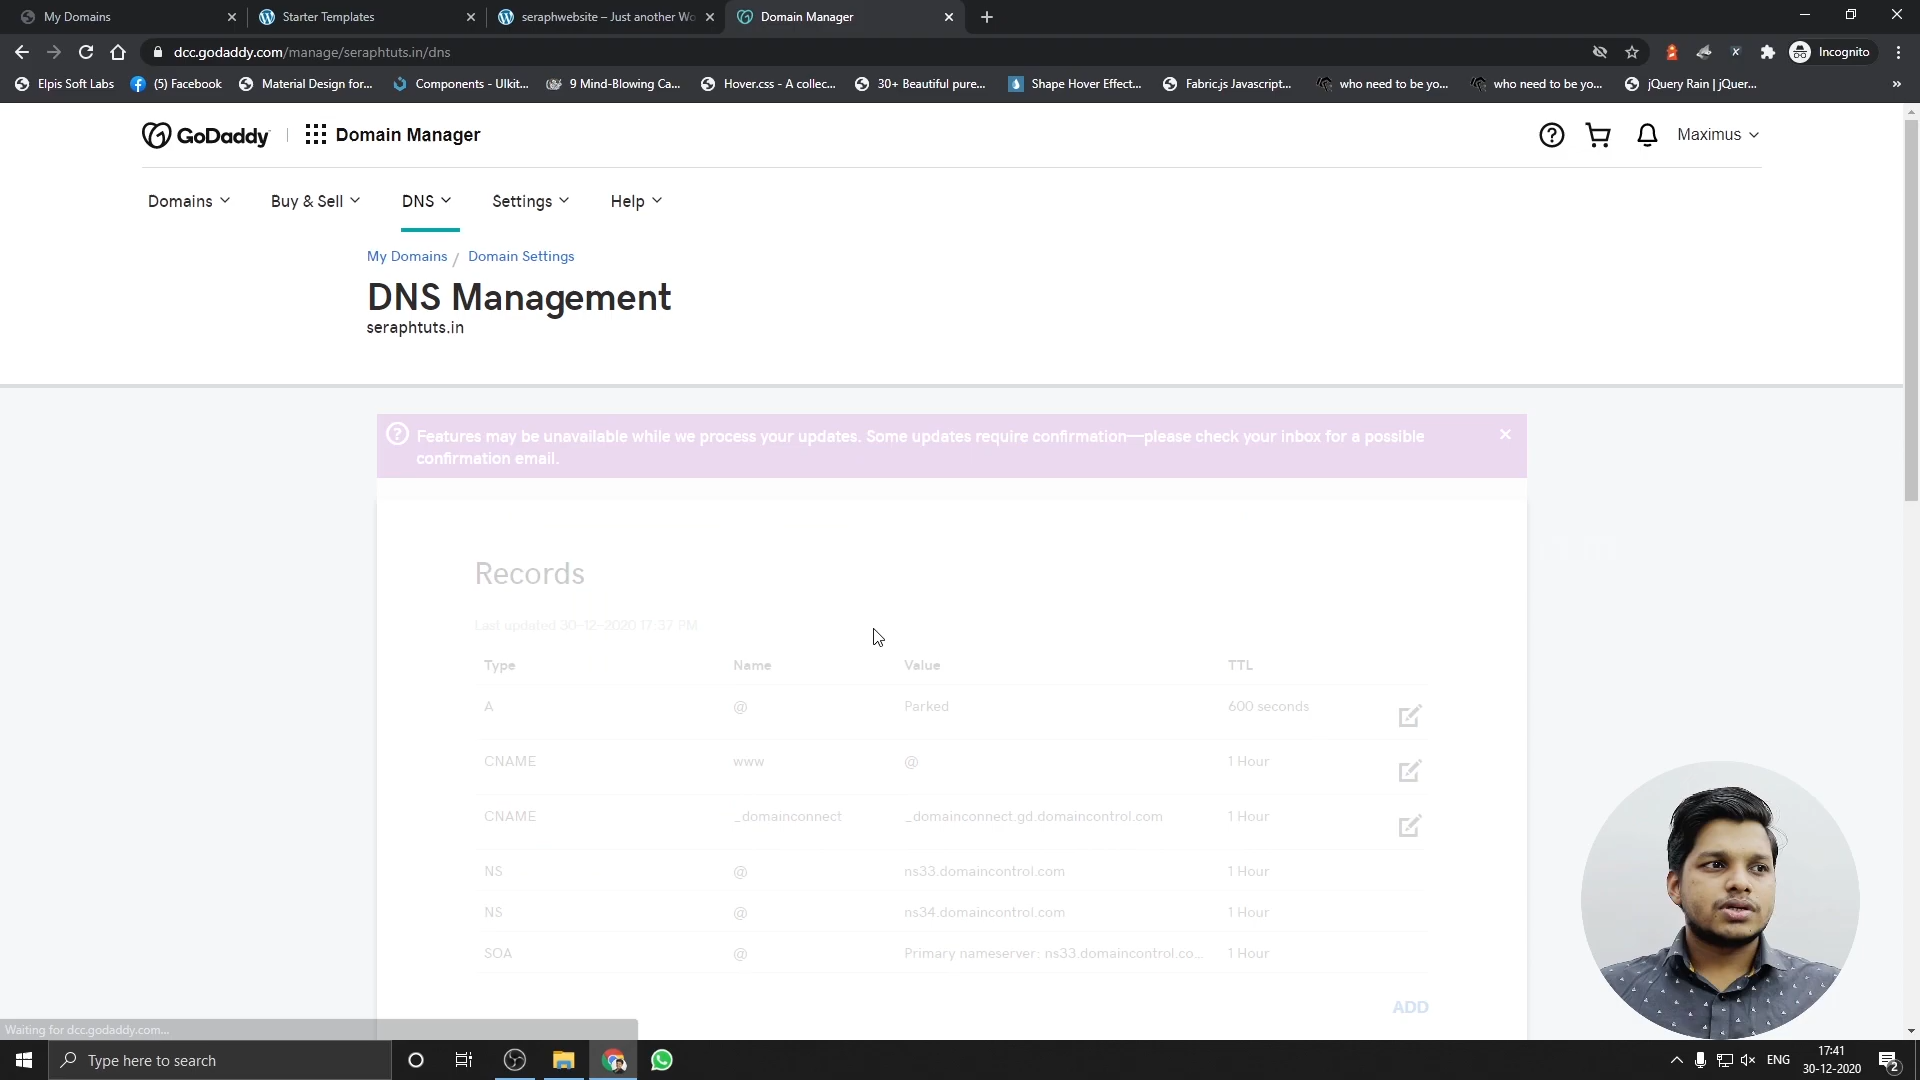 My Domains
Starter Templates
seraphwebsite – Just another Wo
Domain Manager
dcc.godaddy.com/manage/seraphtuts.in/dns
Incognito
Elpis Soft Labs
(5) Facebook
Material Design for...
Components - UIkit...
9 Mind-Blowing Ca...
Hover.css - A collec...
30+ Beautiful pure...
Shape Hover Effect...
Fabric.js Javascript...
who need to be yo...
who need to be yo...
jQuery Rain | jQuer...
»
GoDaddy
Domain Manager
Maximus
Domains
Buy & Sell
DNS
Settings
Help
My Domains / Domain Settings
DNS Management
seraphtuts.in
Features may be unavailable while we process your updates. Some updates require confirmation—please check your inbox for a possible
confirmation email.
Records
Last updated 30-12-2020 17:37 PM
Type Name Value TTL
A @ Parked 600 seconds
CNAME www @ 1 Hour
CNAME _domainconnect _domainconnect.gd.domaincontrol.com 1 Hour
NS @ ns33.domaincontrol.com 1 Hour
NS @ ns34.domaincontrol.com 1 Hour
SOA @ Primary nameserver: ns33.domaincontrol.co... 1 Hour
ADD
Waiting for dcc.godaddy.com...
Type here to search
ENG
17:41
30-12-2020
2